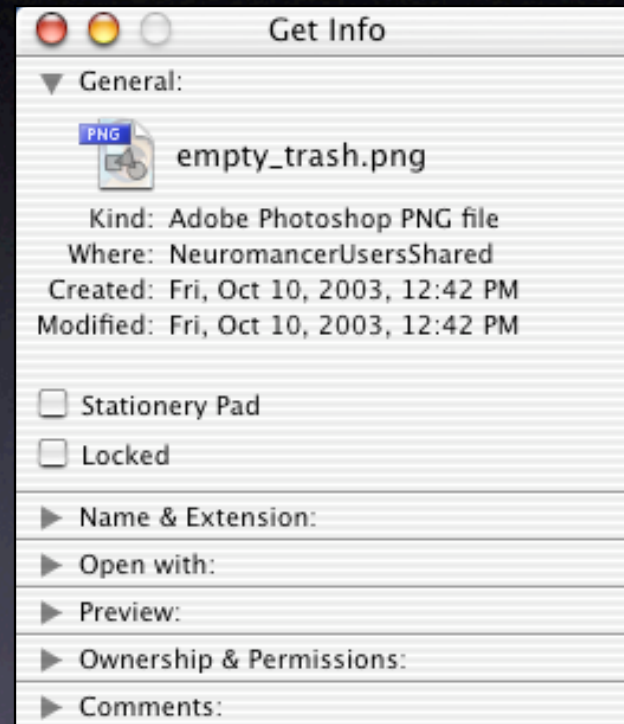 Get Info
General:
PNG
empty_trash.png
Kind: Adobe Photoshop PNG file
Where: NeuromancerUsersShared
Created: Fri, Oct 10, 2003, 12:42 PM
Modified: Fri, Oct 10, 2003, 12:42 PM
Stationery Pad
Locked
Name & Extension:
Open with:
Preview:
Ownership & Permissions:
Comments: